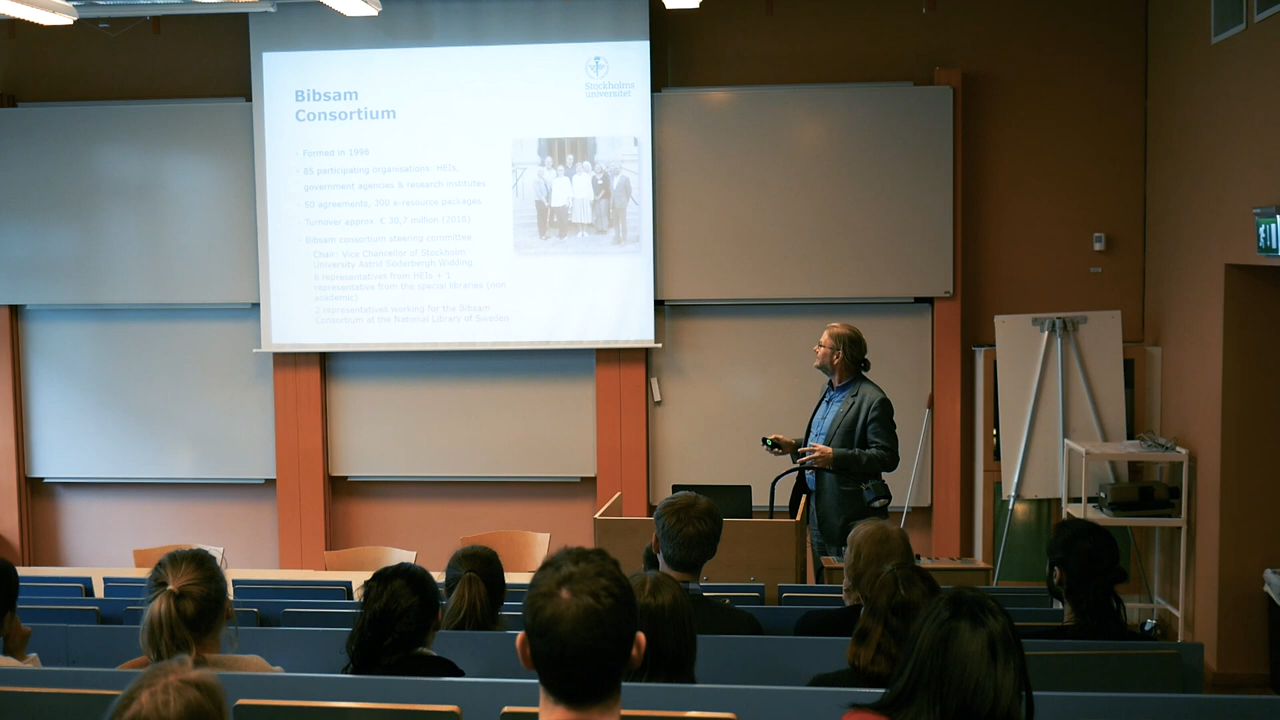 Bibsam
Consortium
Stockholms
universitet
Formed in 1996
85 participating organisations: HEIs,
government agencies & research institutes
50 agreements, 300 e-resource packages
Turnover approx. € 30,7 million (2018)
Bibsam consortium steering committee
Chair: Vice Chancellor of Stockholm
University Astrid Söderbergh Widding
6 representatives from HEIs + 1
representative from the special libraries (non
academic)
2 representatives working for the Bibsam
Consortium at the National Library of Sweden